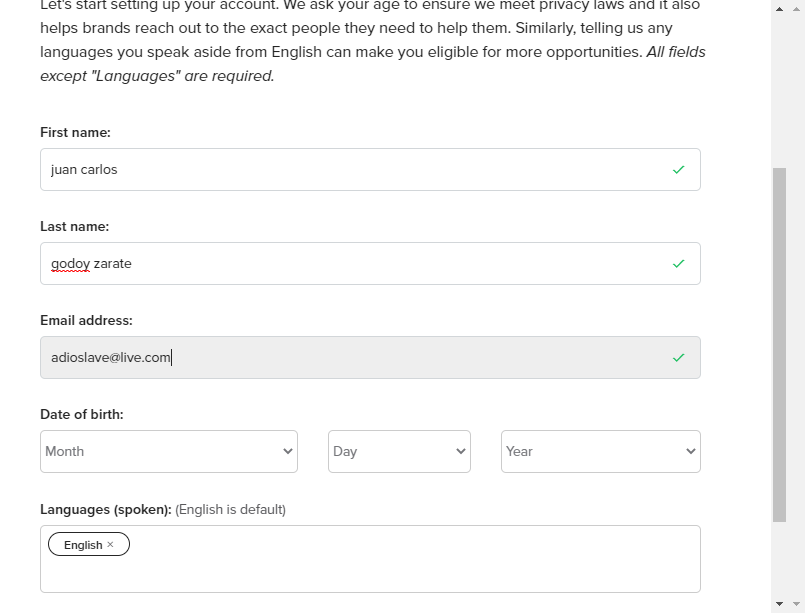 Let's start setting up your account. We ask your age to ensure we meet privacy laws and it also
helps brands reach out to the exact people they need to help them. Similarly, telling us any
languages you speak aside from English can make you eligible for more opportunities. All fields
except "Languages" are required.
First name:
juan carlos
Last name:
godoy zarate
Email address:
adioslave@live.com
Date of birth:
Month Day Year
Languages (spoken): (English is default)
English ×